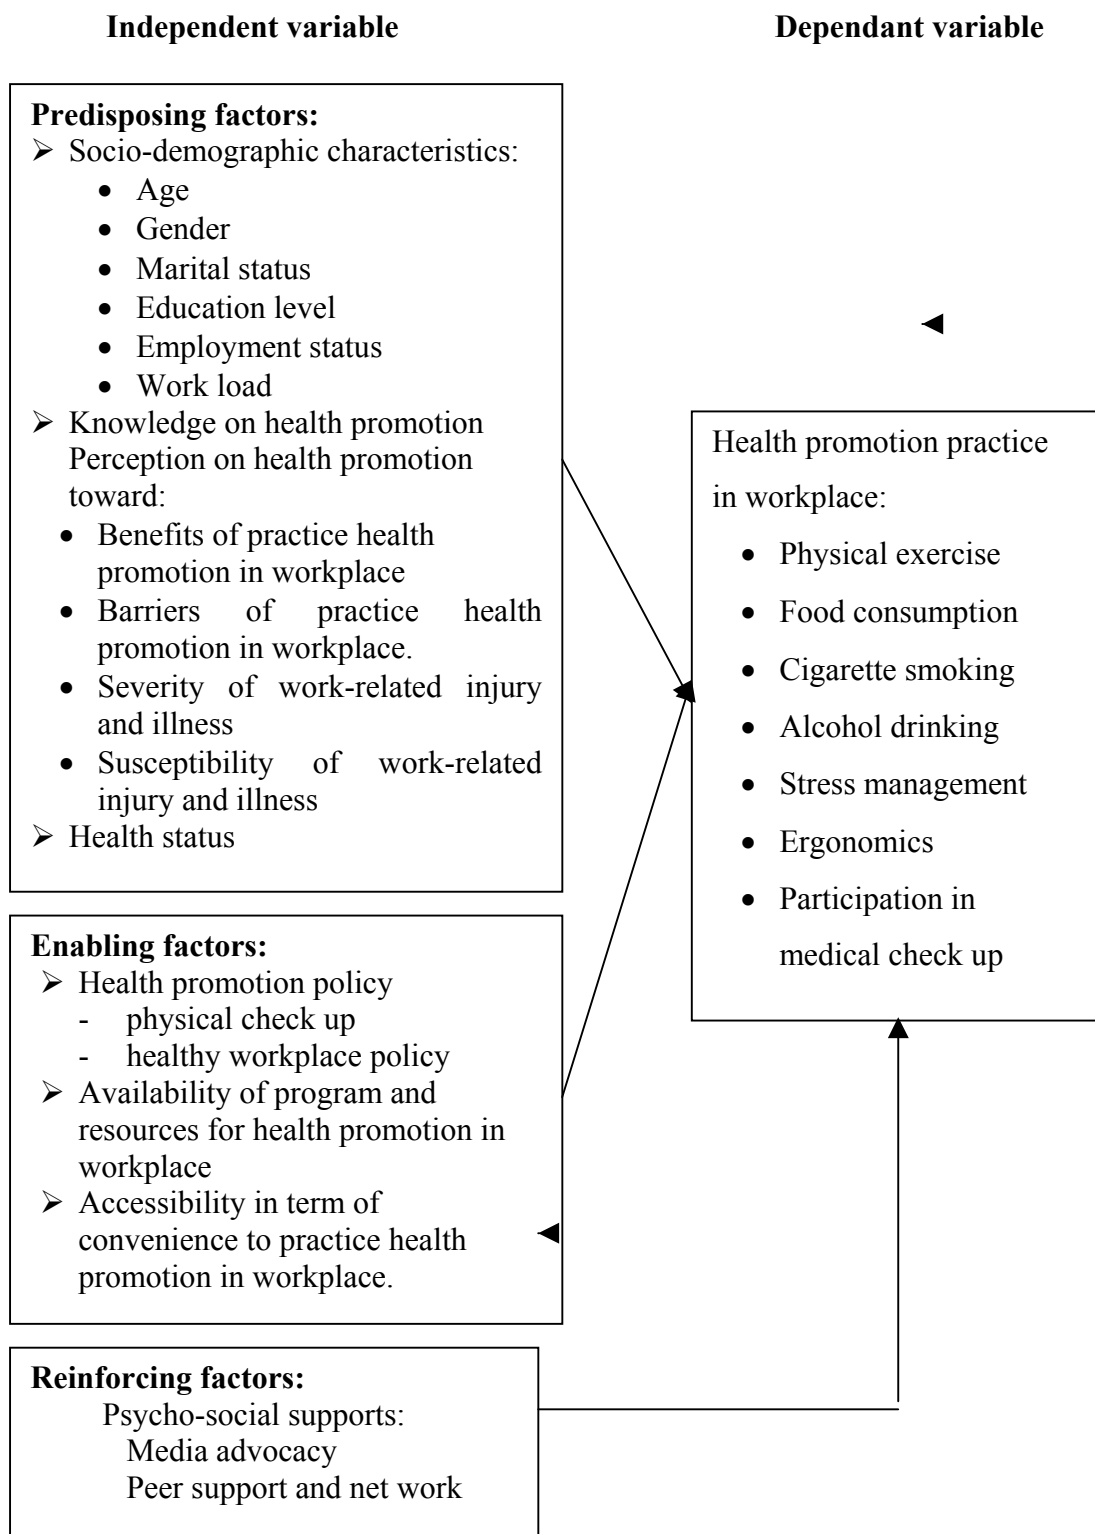 Independent variable
Dependant variable
Predisposing factors:
➢ Socio-demographic characteristics:
• Age
• Gender
• Marital status
• Education level
• Employment status
• Work load
➢ Knowledge on health promotion
Perception on health promotion
toward:
• Benefits of practice health
promotion in workplace
• Barriers of practice health
promotion in workplace.
• Severity of work-related injury
and illness
• Susceptibility of work-related
injury and illness
➢ Health status
Enabling factors:
➢ Health promotion policy
- physical check up
- healthy workplace policy
➢ Availability of program and
resources for health promotion in
workplace
➢ Accessibility in term of
convenience to practice health
promotion in workplace.
Reinforcing factors:
Psycho-social supports:
Media advocacy
Peer support and net work
Health promotion practice
in workplace:
• Physical exercise
• Food consumption
• Cigarette smoking
• Alcohol drinking
• Stress management
• Ergonomics
• Participation in
medical check up